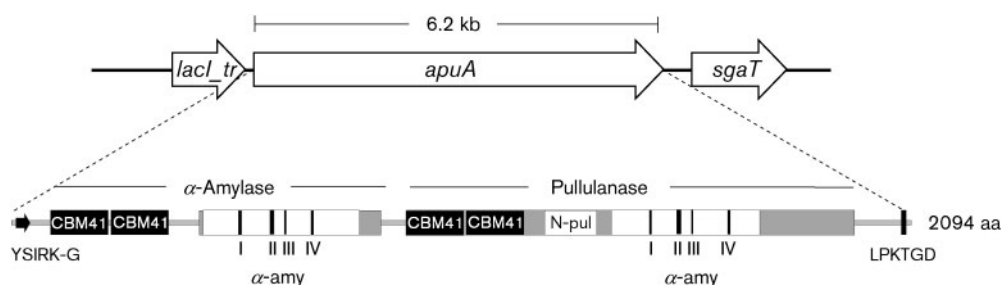 6.2 kb
lacI_tr apuA sgaT
α-Amylase Pullulanase
CBM41 CBM41 CBM41 CBM41 N-pul 2094 aa
YSIRK-G I II III IV I II III IV LPKTGD
α-amy α-amy